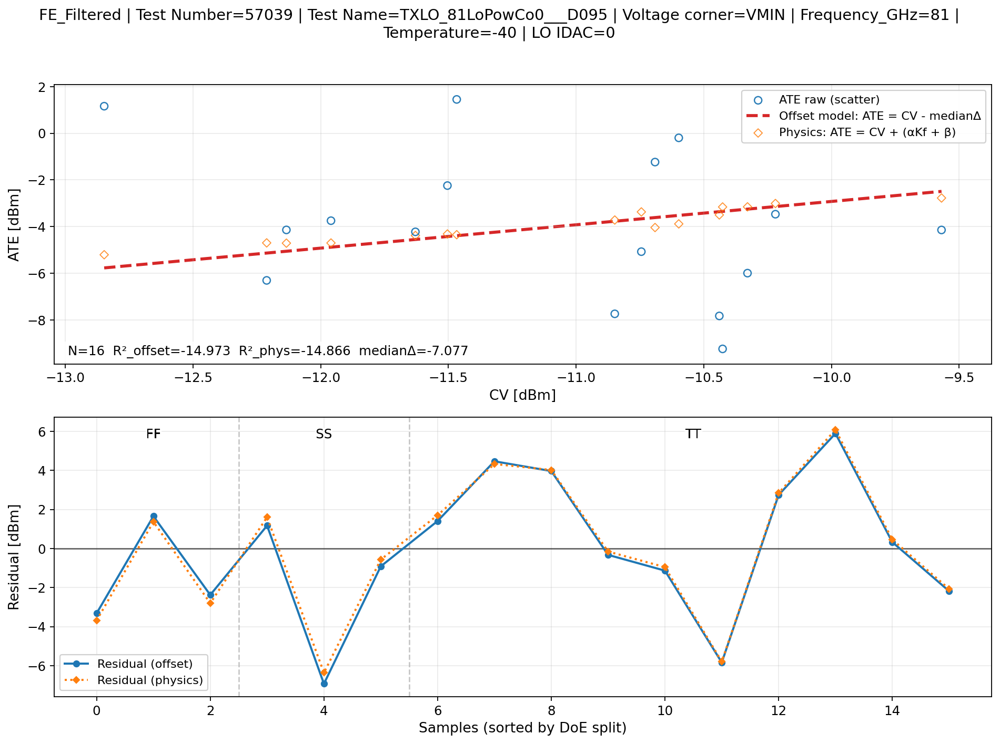 FE_Filtered | Test Number=57039 | Test Name=TXLO_81LoPowCo0___D095 | Voltage corner=VMIN | Frequency_GHz=81 |
Temperature=-40 | LO IDAC=0
ATE [dBm]
2
0
−2
−4
−6
−8
ATE raw (scatter)
Offset model: ATE = CV - medianΔ
Physics: ATE = CV + (αKf + β)
N=16  R²_offset=-14.973  R²_phys=-14.866  medianΔ=-7.077
−13.0 −12.5 −12.0 −11.5 −11.0 −10.5 −10.0 −9.5
CV [dBm]
Residual [dBm]
6
4
2
0
−2
−4
−6
FF SS TT
Residual (offset)
Residual (physics)
0 2 4 6 8 10 12 14
Samples (sorted by DoE split)